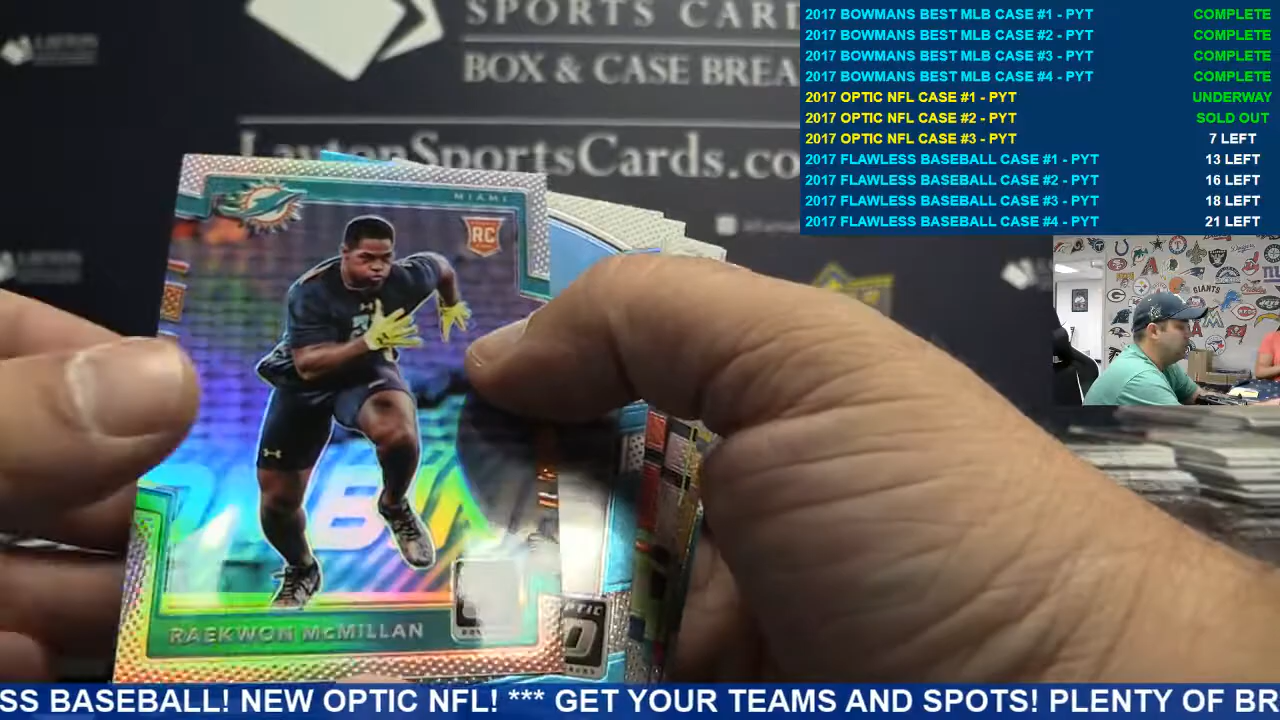 SPORTS CARD
BOX & CASE BREA
LaytonSportsCards.co
2017 BOWMANS BEST MLB CASE #1 - PYT COMPLETE
2017 BOWMANS BEST MLB CASE #2 - PYT COMPLETE
2017 BOWMANS BEST MLB CASE #3 - PYT COMPLETE
2017 BOWMANS BEST MLB CASE #4 - PYT COMPLETE
2017 OPTIC NFL CASE #1 - PYT UNDERWAY
2017 OPTIC NFL CASE #2 - PYT SOLD OUT
2017 OPTIC NFL CASE #3 - PYT 7 LEFT
2017 FLAWLESS BASEBALL CASE #1 - PYT 13 LEFT
2017 FLAWLESS BASEBALL CASE #2 - PYT 16 LEFT
2017 FLAWLESS BASEBALL CASE #3 - PYT 18 LEFT
2017 FLAWLESS BASEBALL CASE #4 - PYT 21 LEFT
MIAMI
RC
GIANTS
RAEKWON McMILLAN
SS BASEBALL! NEW OPTIC NFL! *** GET YOUR TEAMS AND SPOTS! PLENTY OF BR